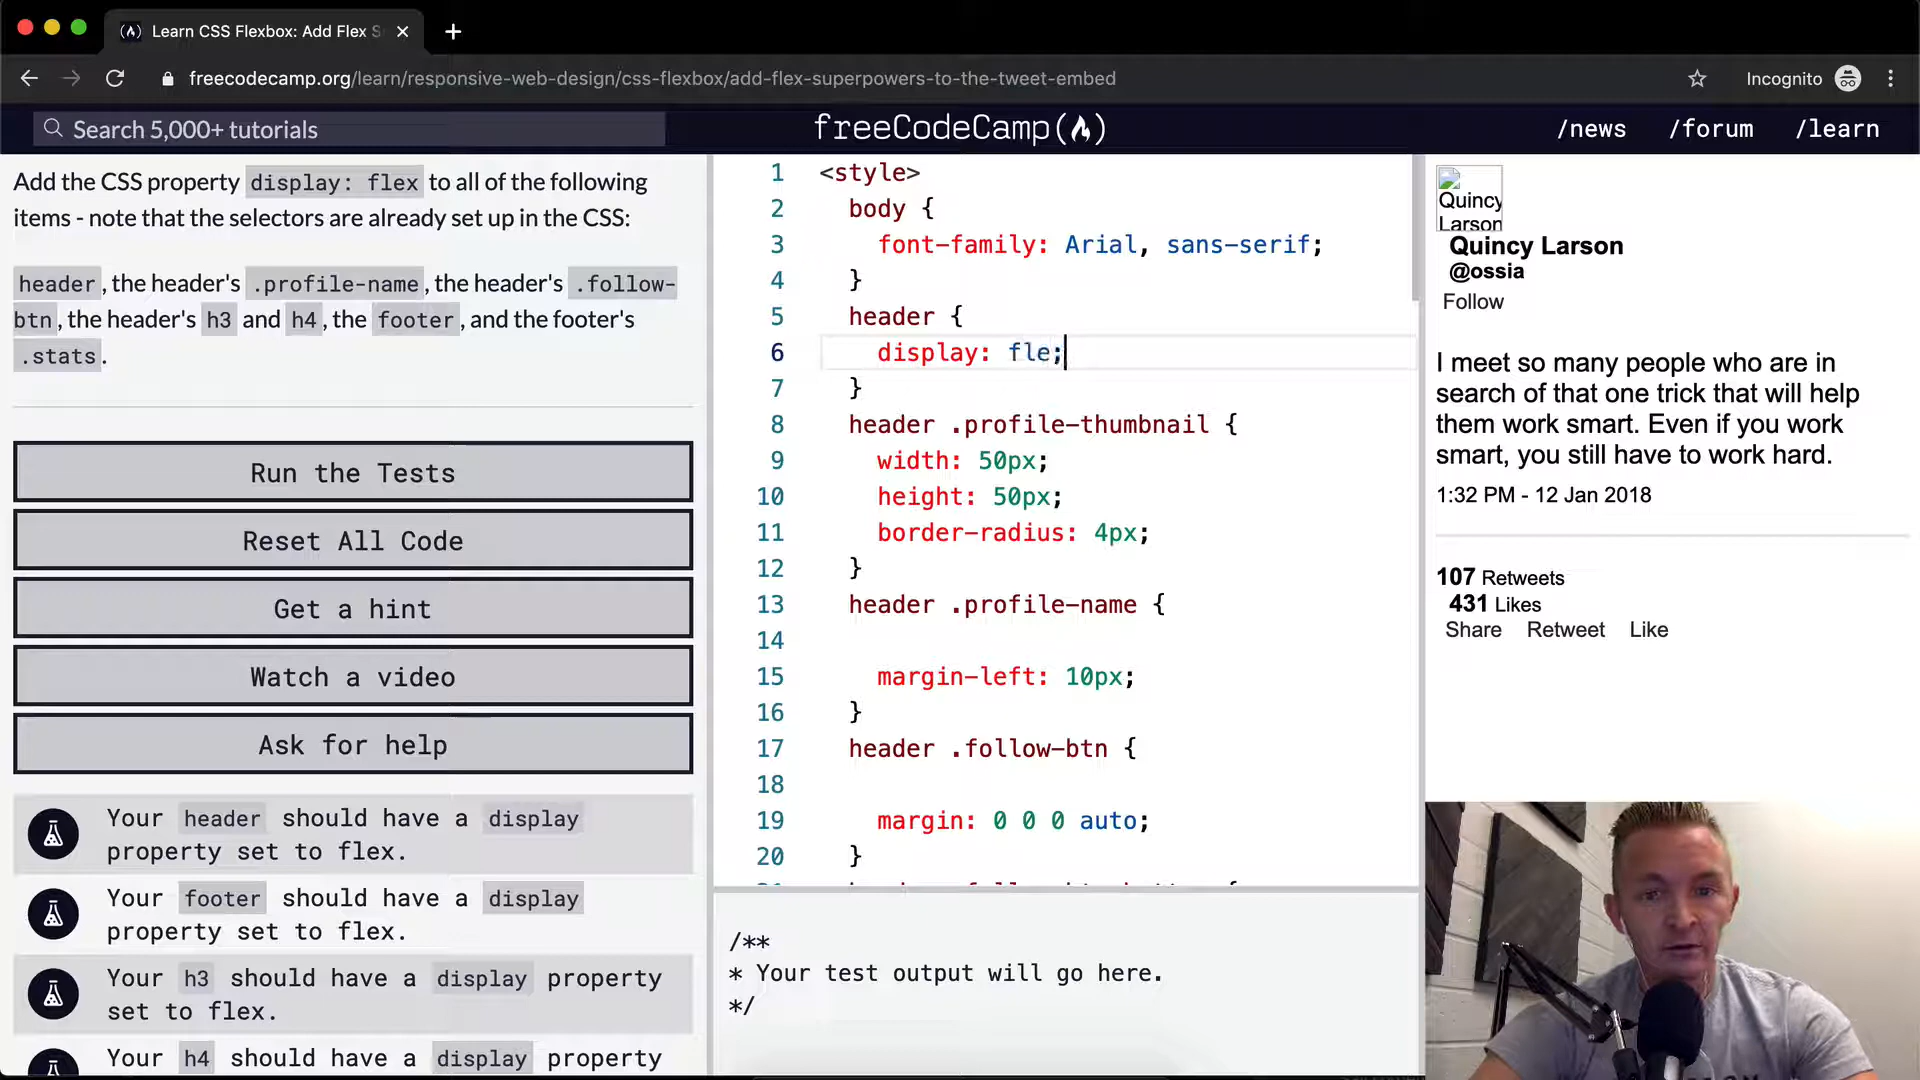 Learn CSS Flexbox: Add Flex S
freecodecamp.org/learn/responsive-web-design/css-flexbox/add-flex-superpowers-to-the-tweet-embed
Incognito
Search 5,000+ tutorials
freeCodeCamp
/news /forum /learn
Add the CSS property display: flex to all of the following
items - note that the selectors are already set up in the CSS:
header, the header's .profile-name, the header's .follow-
btn, the header's h3 and h4, the footer, and the footer's
.stats.
Run the Tests
Reset All Code
Get a hint
Watch a video
Ask for help
Your header should have a display
property set to flex.
Your footer should have a display
property set to flex.
Your h3 should have a display property
set to flex.
Your h4 should have a display property
1 <style>
2 body {
3 font-family: Arial, sans-serif;
4 }
5 header {
6 display: fle;
7 }
8 header .profile-thumbnail {
9 width: 50px;
10 height: 50px;
11 border-radius: 4px;
12 }
13 header .profile-name {
14
15 margin-left: 10px;
16 }
17 header .follow-btn {
18
19 margin: 0 0 0 auto;
20 }
/**
* Your test output will go here.
*/
Quincy
Larson
Quincy Larson
@ossia
Follow
I meet so many people who are in
search of that one trick that will help
them work smart. Even if you work
smart, you still have to work hard.
1:32 PM - 12 Jan 2018
107 Retweets
431 Likes
Share Retweet Like